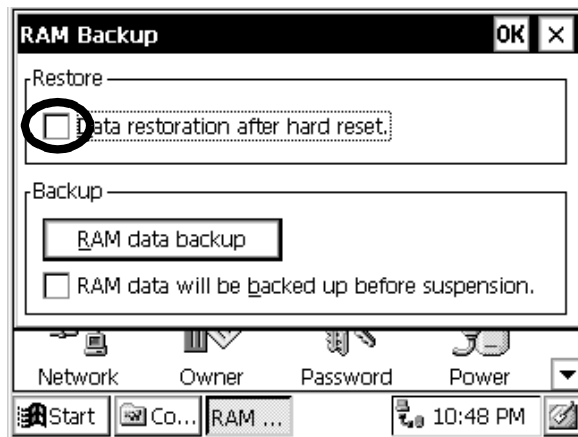 RAM Backup OK
Restore
Data restoration after hard reset.
Backup
RAM data backup
RAM data will be backed up before suspension.
Network Owner Password Power
Start Co... RAM ... 10:48 PM